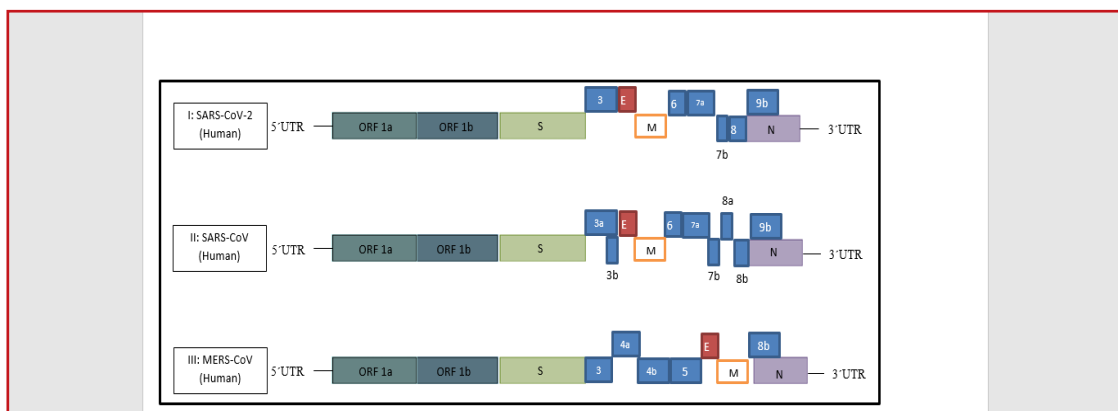 3 E 6 7a 9b
I: SARS-CoV-2
(Human)
5´UTR ORF 1a ORF 1b S M 8 N 3´UTR
7b
8a
3a E 6 7a 9b
II: SARS-CoV
(Human)
5´UTR ORF 1a ORF 1b S M N 3´UTR
3b 7b 8b
4a E 8b
III: MERS-CoV
(Human)
5´UTR ORF 1a ORF 1b S 3 4b 5 M N 3´UTR